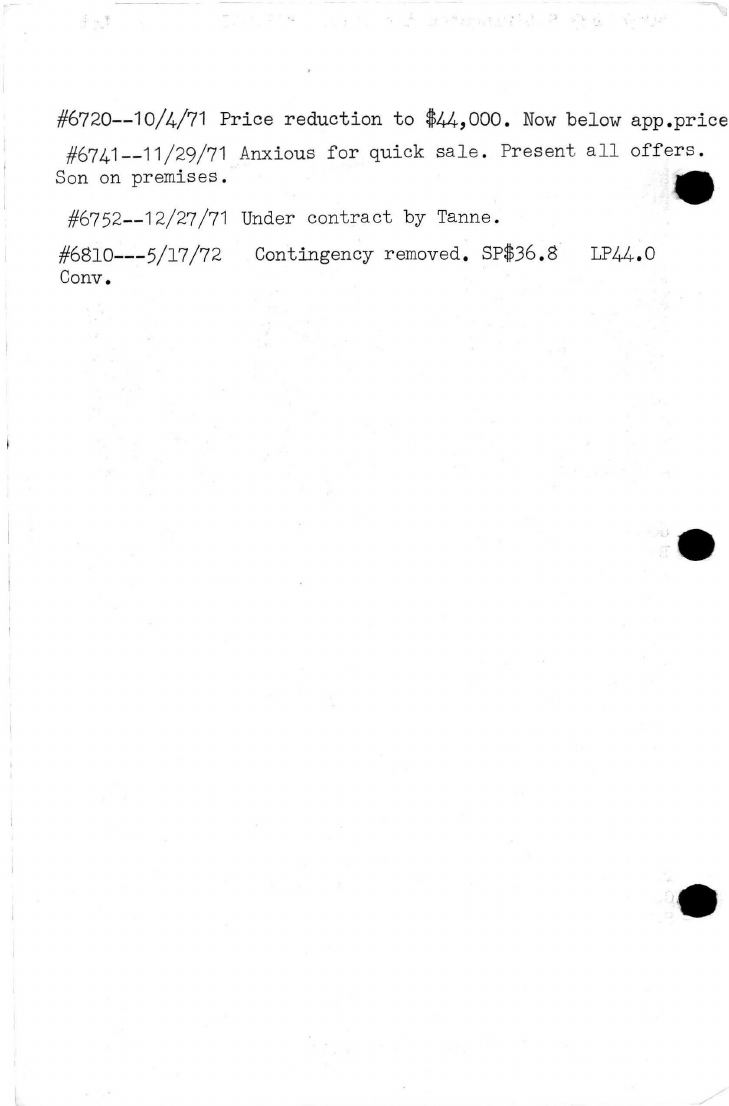 #6720--10/4/71 Price reduction to $44,000. Now below app.price
#6741--11/29/71 Anxious for quick sale. Present all offers.
Son on premises.
#6752--12/27/71 Under contract by Tanne.
#6810---5/17/72 Contingency removed. SP$36.8 LP44.0
Conv.